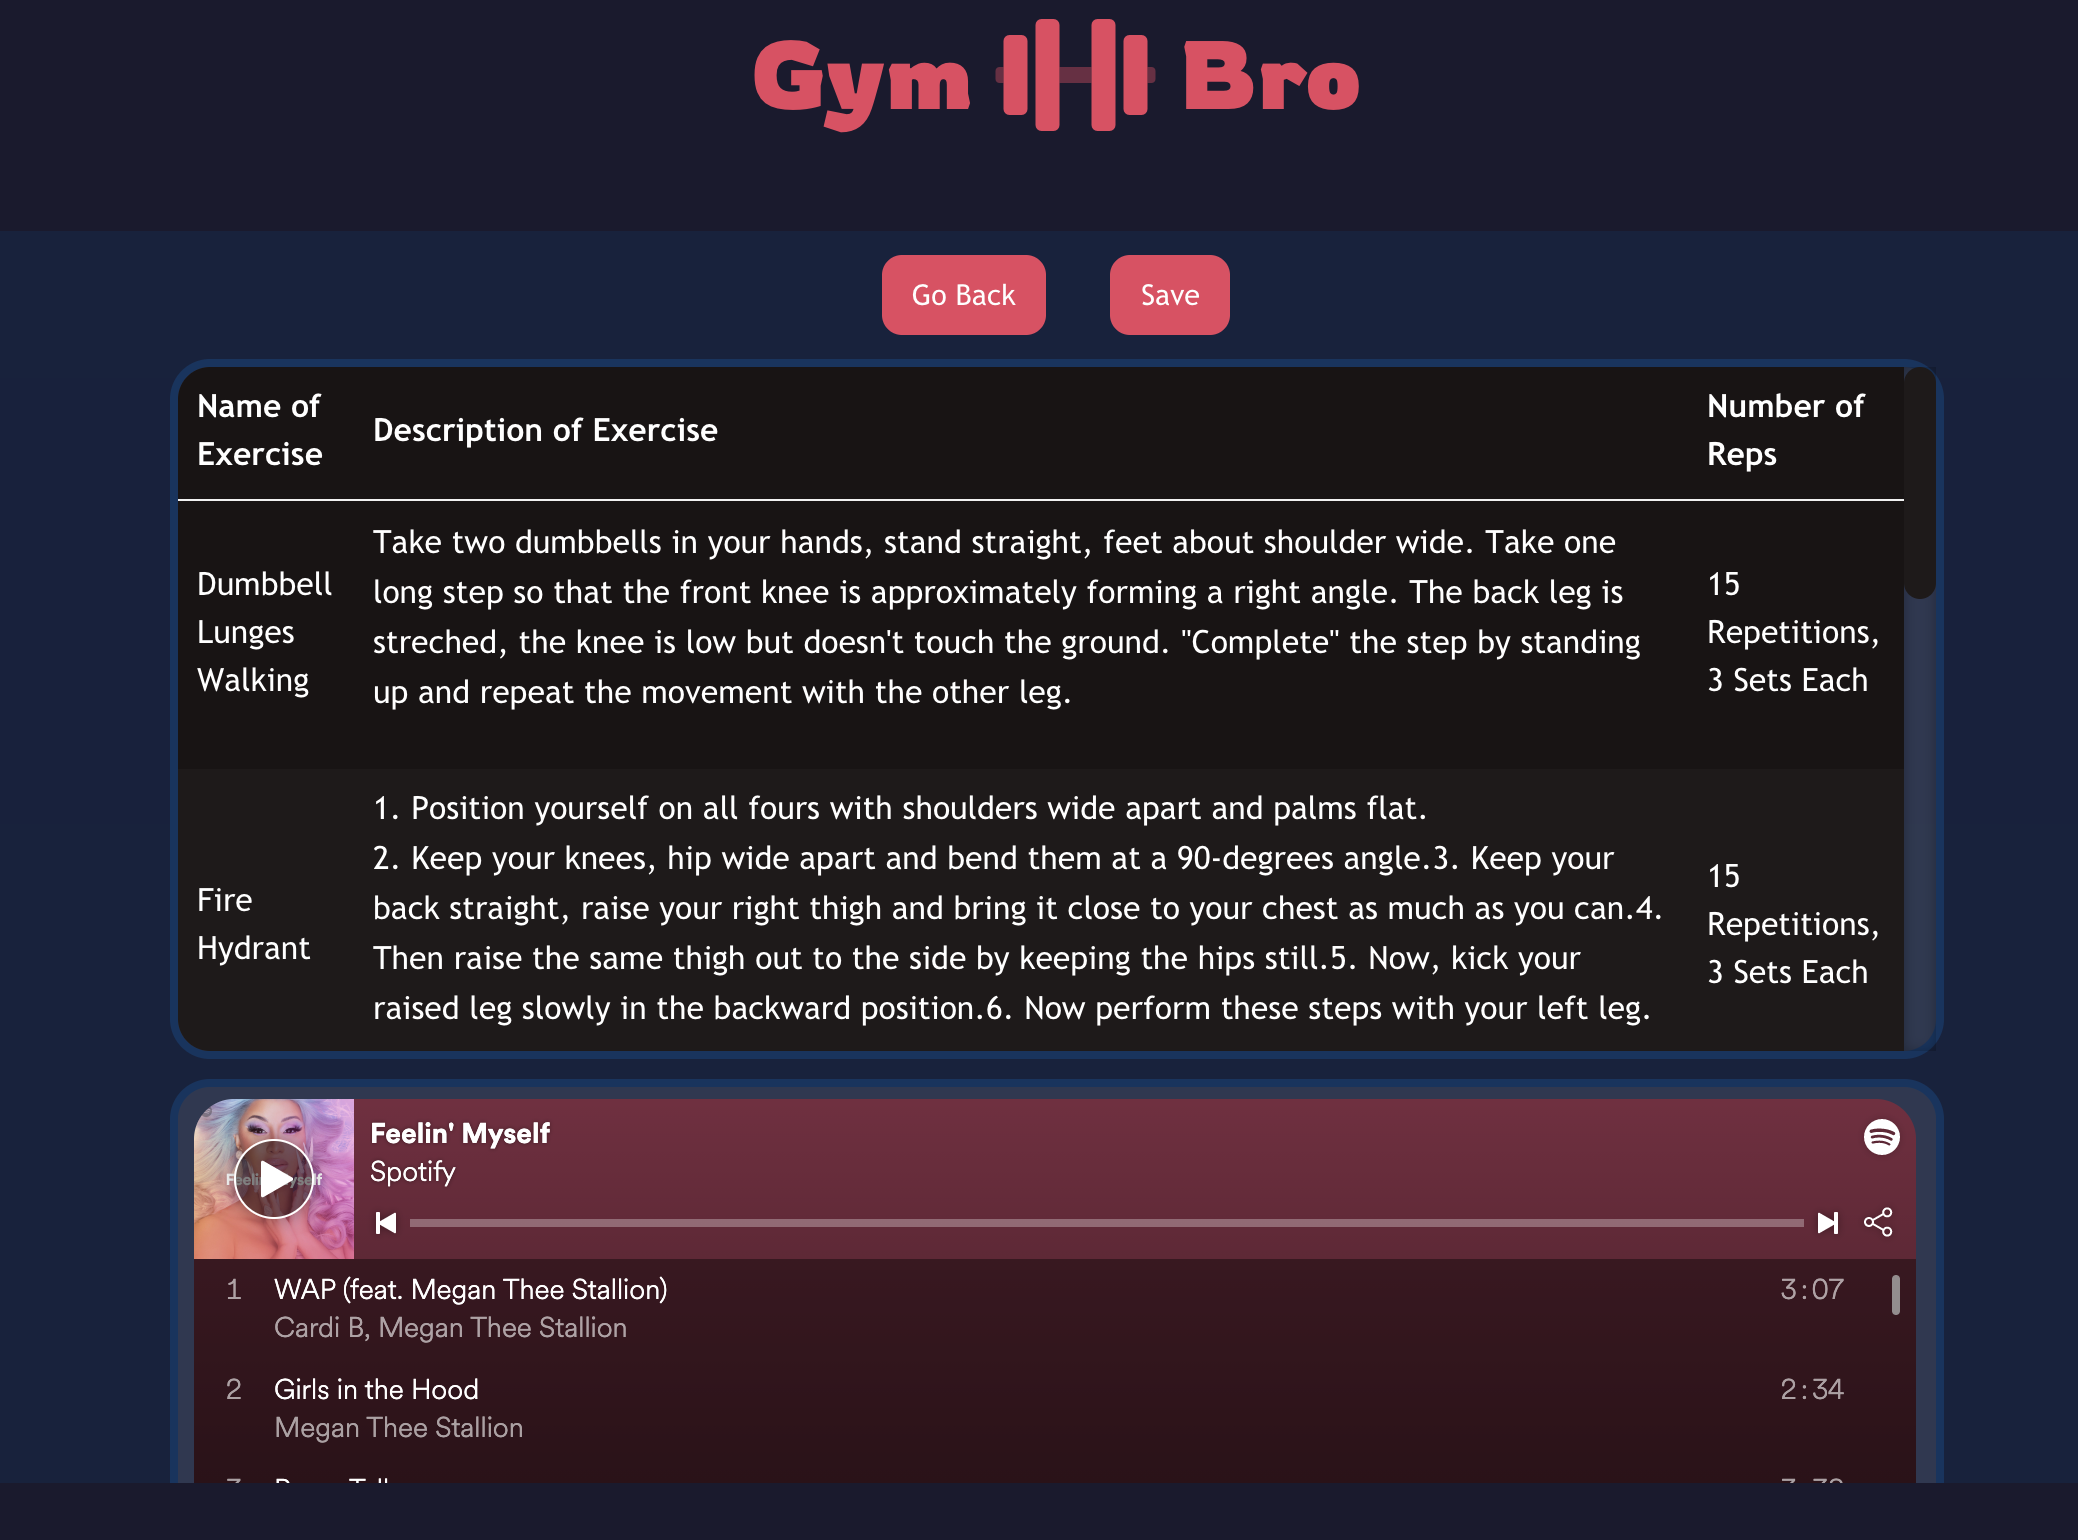 Gym Bro
Go Back
Save
Name of
Exercise
Description of Exercise
Number of
Reps
Dumbbell
Lunges
Walking
Take two dumbbells in your hands, stand straight, feet about shoulder wide. Take one
long step so that the front knee is approximately forming a right angle. The back leg is
streched, the knee is low but doesn't touch the ground. "Complete" the step by standing
up and repeat the movement with the other leg.
15
Repetitions,
3 Sets Each
Fire
Hydrant
1. Position yourself on all fours with shoulders wide apart and palms flat.
2. Keep your knees, hip wide apart and bend them at a 90-degrees angle.3. Keep your
back straight, raise your right thigh and bring it close to your chest as much as you can.4.
Then raise the same thigh out to the side by keeping the hips still.5. Now, kick your
raised leg slowly in the backward position.6. Now perform these steps with your left leg.
15
Repetitions,
3 Sets Each
Feelin' Myself
Spotify
1
WAP (feat. Megan Thee Stallion)
3:07
Cardi B, Megan Thee Stallion
2
Girls in the Hood
2:34
Megan Thee Stallion